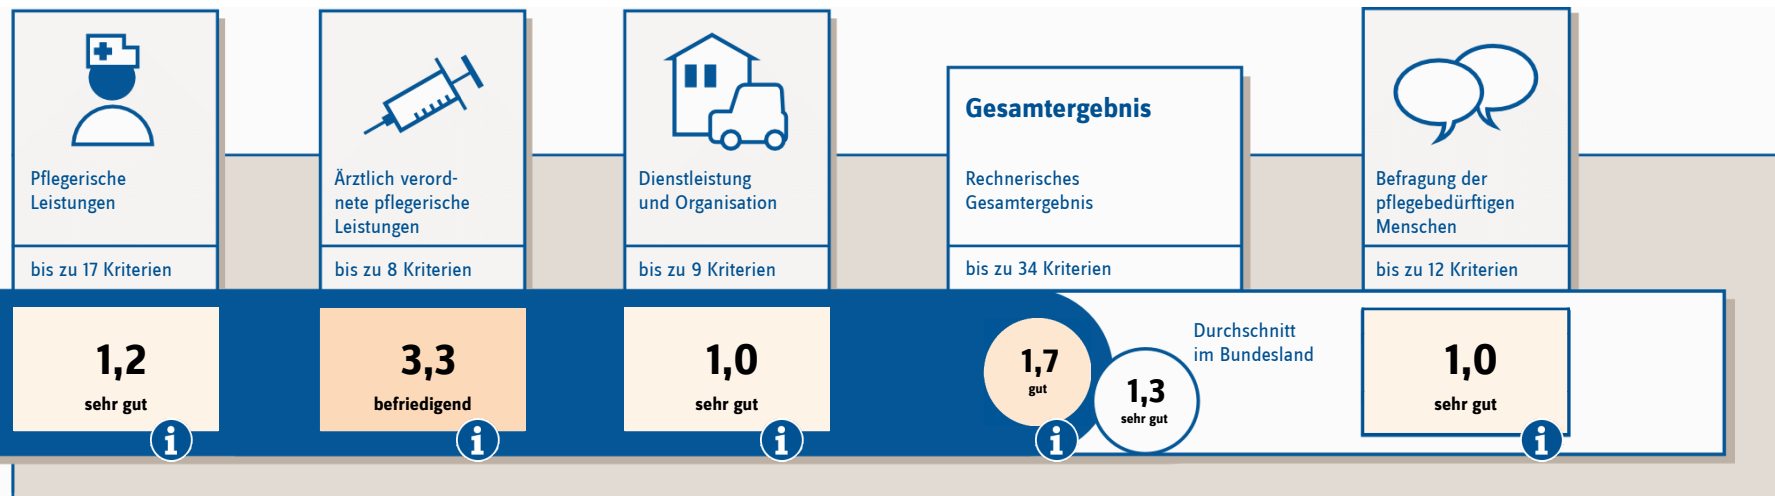 Pflegerische
Leistungen
bis zu 17 Kriterien
1,2
sehr gut
i
Ärztlich verord-
nete pflegerische
Leistungen
bis zu 8 Kriterien
3,3
befriedigend
i
Dienstleistung
und Organisation
bis zu 9 Kriterien
1,0
sehr gut
i
Gesamtergebnis
Rechnerisches
Gesamtergebnis
bis zu 34 Kriterien
1,7
gut
i
1,3
sehr gut
Durchschnitt
im Bundesland
Befragung der
pflegebedürftigen
Menschen
bis zu 12 Kriterien
1,0
sehr gut
i